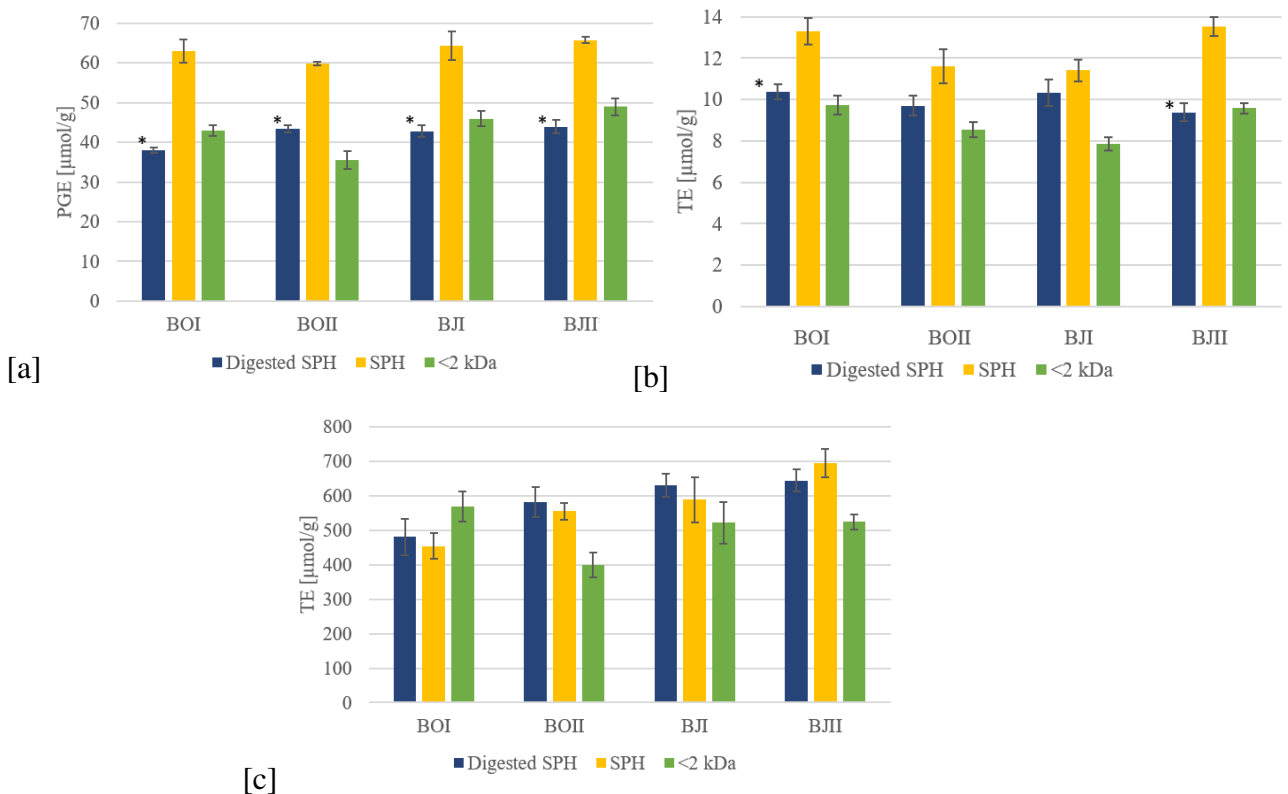 70
60
50
40
30
20
10
0
PGE [µmol/g]
*
*
*
*
BOI BOII BJI BJII
Digested SPH SPH <2 kDa
[a]
14
12
10
8
6
4
2
0
TE [µmol/g]
*
*
BOI BOII BJI BJII
Digested SPH SPH <2 kDa
[b]
800
700
600
500
400
300
200
100
0
TE [µmol/g]
BOI BOII BJI BJII
Digested SPH SPH <2 kDa
[c]